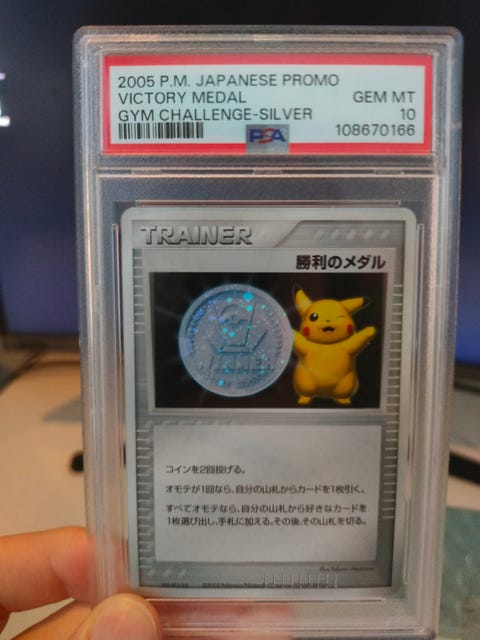 2005 P.M. JAPANESE PROMO
VICTORY MEDAL GEM MT
GYM CHALLENGE-SILVER 10
PSA 108670166
TRAINER
勝利のメダル
WINNER
コインを2回投げる。
オモテが1回なら、自分の山札からカードを1枚引く。
すべてオモテなら、自分の山札から好きなカードを
1枚選び出し、手札に加える。その後、その山札を切る。